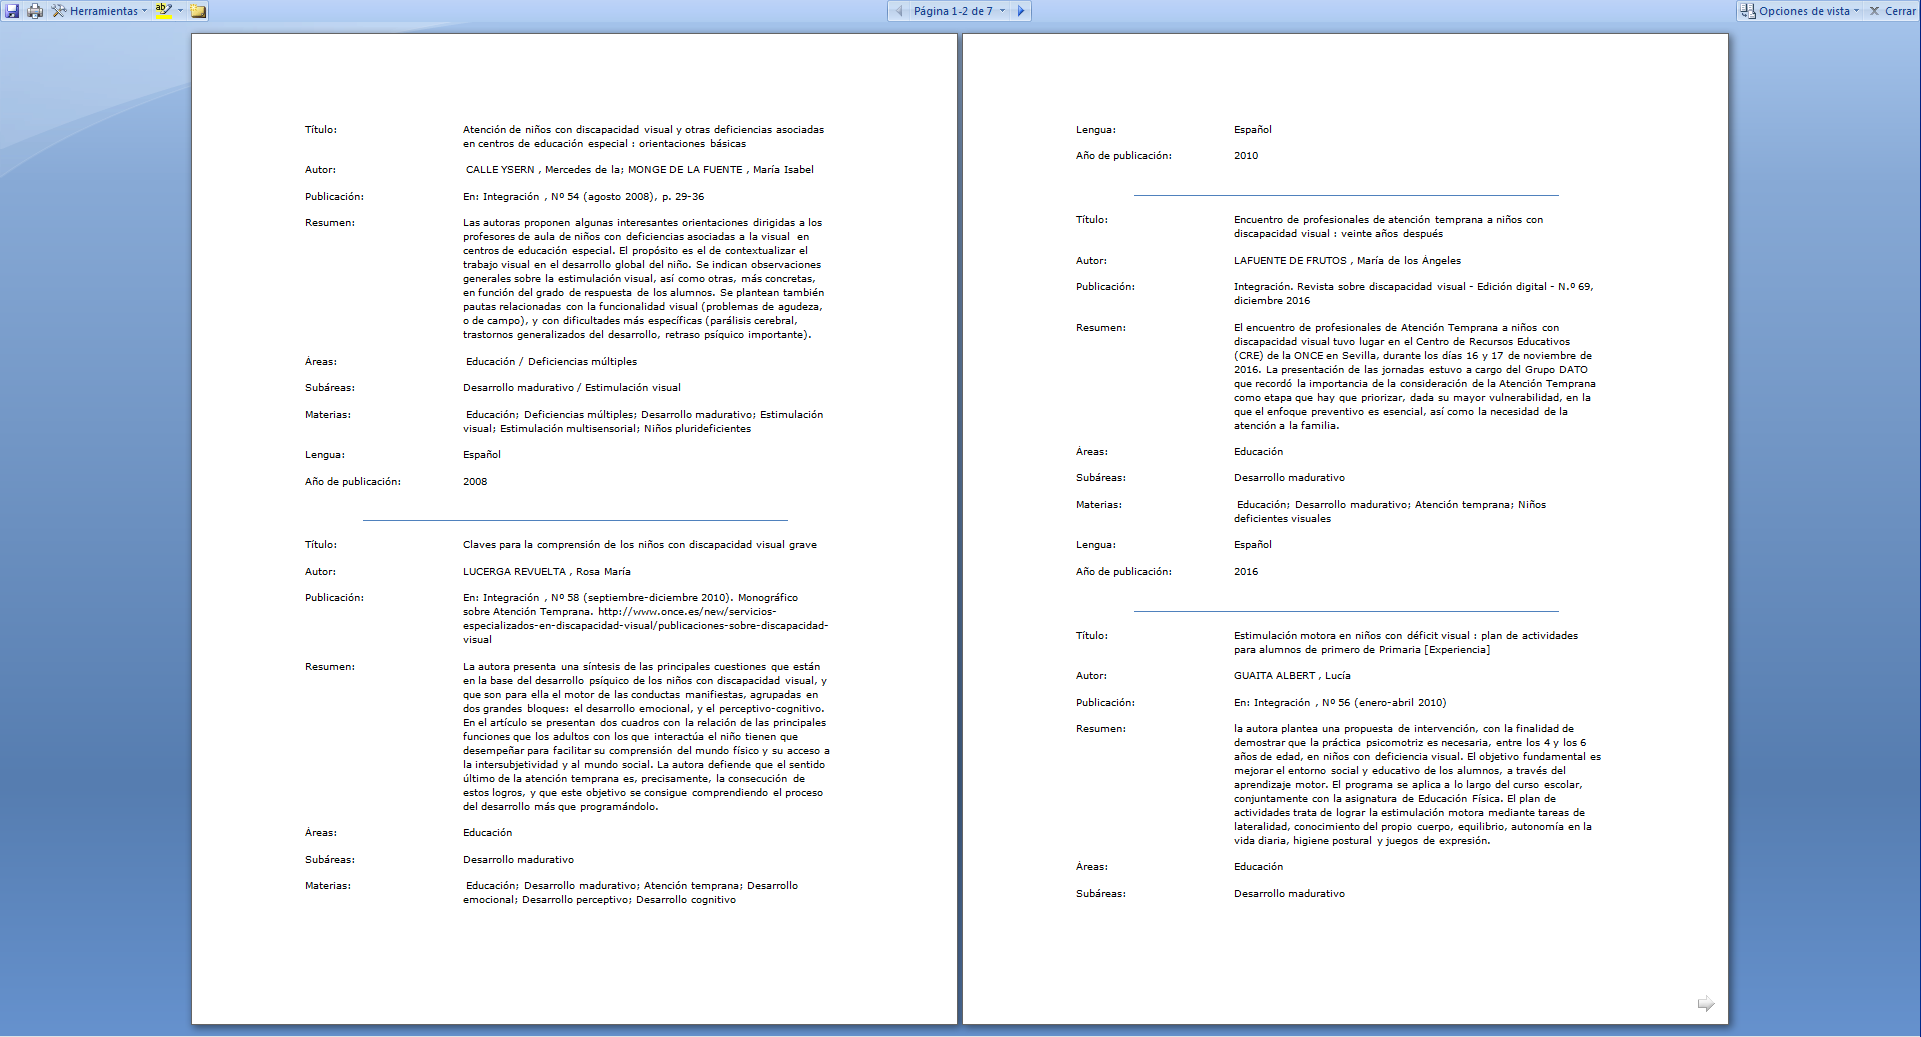 Herramientas
Página 1-2 de 7
Opciones de vista
Cerrar
Título: Atención de niños con discapacidad visual y otras deficiencias asociadas
en centros de educación especial : orientaciones básicas
Autor: CALLE YSERN , Mercedes de la; MONGE DE LA FUENTE , María Isabel
Publicación: En: Integración , Nº 54 (agosto 2008), p. 29-36
Resumen: Las autoras proponen algunas interesantes orientaciones dirigidas a los
profesores de aula de niños con deficiencias asociadas a la visual en
centros de educación especial. El propósito es el de contextualizar el
trabajo visual en el desarrollo global del niño. Se indican observaciones
generales sobre la estimulación visual, así como otras, más concretas,
en función del grado de respuesta de los alumnos. Se plantean también
pautas relacionadas con la funcionalidad visual (problemas de agudeza,
o de campo), y con dificultades más específicas (parálisis cerebral,
trastornos generalizados del desarrollo, retraso psíquico importante).
Áreas: Educación / Deficiencias múltiples
Subáreas: Desarrollo madurativo / Estimulación visual
Materias: Educación; Deficiencias múltiples; Desarrollo madurativo; Estimulación
visual; Estimulación multisensorial; Niños plurideficientes
Lengua: Español
Año de publicación: 2008
Título: Claves para la comprensión de los niños con discapacidad visual grave
Autor: LUCERGA REVUELTA , Rosa María
Publicación: En: Integración , Nº 58 (septiembre-diciembre 2010). Monográfico
sobre Atención Temprana. http://www.once.es/new/servicios-
especializados-en-discapacidad-visual/publicaciones-sobre-discapacidad-
visual
Resumen: La autora presenta una síntesis de las principales cuestiones que están
en la base del desarrollo psíquico de los niños con discapacidad visual, y
que son para ella el motor de las conductas manifiestas, agrupadas en
dos grandes bloques: el desarrollo emocional, y el perceptivo-cognitivo.
En el artículo se presentan dos cuadros con la relación de las principales
funciones que los adultos con los que interactúa el niño tienen que
desempeñar para facilitar su comprensión del mundo físico y su acceso a
la intersubjetividad y al mundo social. La autora defiende que el sentido
último de la atención temprana es, precisamente, la consecución de
estos logros, y que este objetivo se consigue comprendiendo el proceso
del desarrollo más que programándolo.
Áreas: Educación
Subáreas: Desarrollo madurativo
Materias: Educación; Desarrollo madurativo; Atención temprana; Desarrollo
emocional; Desarrollo perceptivo; Desarrollo cognitivo
Lengua: Español
Año de publicación: 2010
Título: Encuentro de profesionales de atención temprana a niños con
discapacidad visual : veinte años después
Autor: LAFUENTE DE FRUTOS , María de los Ángeles
Publicación: Integración. Revista sobre discapacidad visual - Edición digital - N.º 69,
diciembre 2016
Resumen: El encuentro de profesionales de Atención Temprana a niños con
discapacidad visual tuvo lugar en el Centro de Recursos Educativos
(CRE) de la ONCE en Sevilla, durante los días 16 y 17 de noviembre de
2016. La presentación de las jornadas estuvo a cargo del Grupo DATO
que recordó la importancia de la consideración de la Atención Temprana
como etapa que hay que priorizar, dada su mayor vulnerabilidad, en la
que el enfoque preventivo es esencial, así como la necesidad de la
atención a la familia.
Áreas: Educación
Subáreas: Desarrollo madurativo
Materias: Educación; Desarrollo madurativo; Atención temprana; Niños
deficientes visuales
Lengua: Español
Año de publicación: 2016
Título: Estimulación motora en niños con déficit visual : plan de actividades
para alumnos de primero de Primaria [Experiencia]
Autor: GUAITA ALBERT , Lucía
Publicación: En: Integración , Nº 56 (enero-abril 2010)
Resumen: la autora plantea una propuesta de intervención, con la finalidad de
demostrar que la práctica psicomotriz es necesaria, entre los 4 y los 6
años de edad, en niños con deficiencia visual. El objetivo fundamental es
mejorar el entorno social y educativo de los alumnos, a través del
aprendizaje motor. El programa se aplica a lo largo del curso escolar,
conjuntamente con la asignatura de Educación Física. El plan de
actividades trata de lograr la estimulación motora mediante tareas de
lateralidad, conocimiento del propio cuerpo, equilibrio, autonomía en la
vida diaria, higiene postural y juegos de expresión.
Áreas: Educación
Subáreas: Desarrollo madurativo